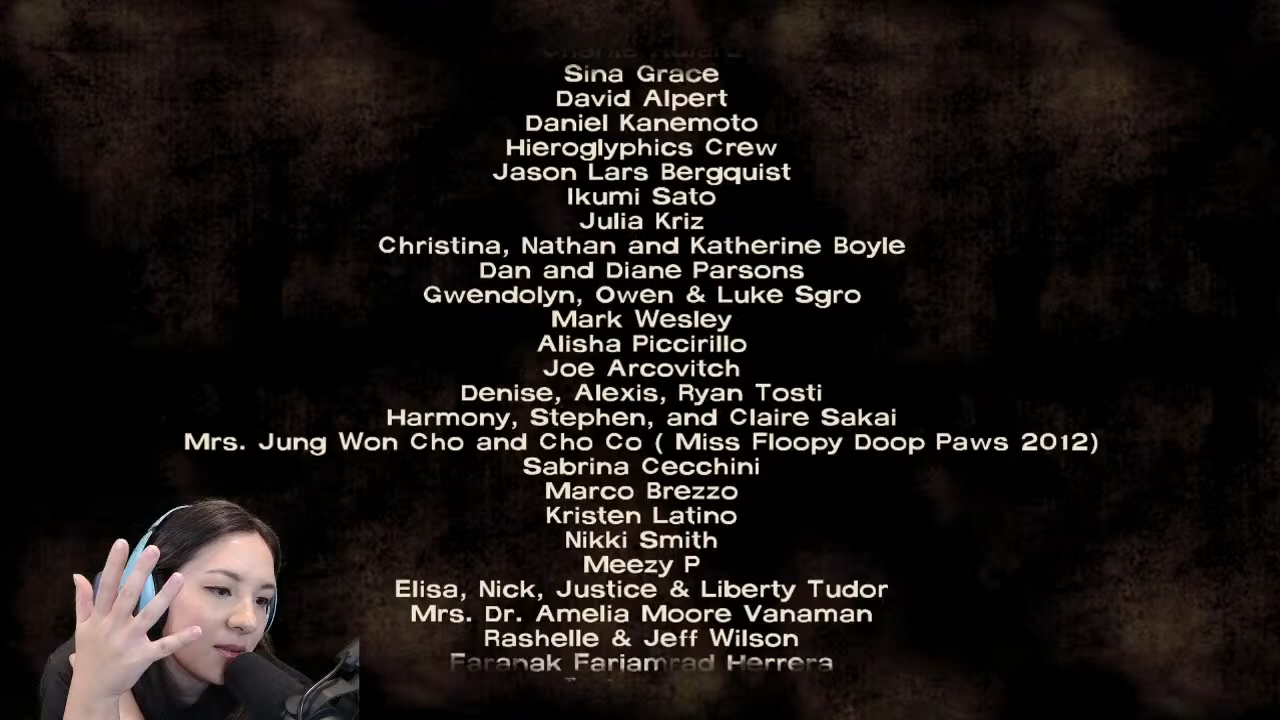 Sina Grace
David Alpert
Daniel Kanemoto
Hieroglyphics Crew
Jason Lars Bergquist
Ikumi Sato
Julia Kriz
Christina, Nathan and Katherine Boyle
Dan and Diane Parsons
Gwendolyn, Owen & Luke Sgro
Mark Wesley
Alisha Piccirillo
Joe Arcovitch
Denise, Alexis, Ryan Tosti
Harmony, Stephen, and Claire Sakai
Mrs. Jung Won Cho and Cho Co ( Miss Floopy Doop Paws 2012)
Sabrina Cecchini
Marco Brezzo
Kristen Latino
Nikki Smith
Meezy P
Elisa, Nick, Justice & Liberty Tudor
Mrs. Dr. Amelia Moore Vanaman
Rashelle & Jeff Wilson
Faranak Farjamrad Herrera